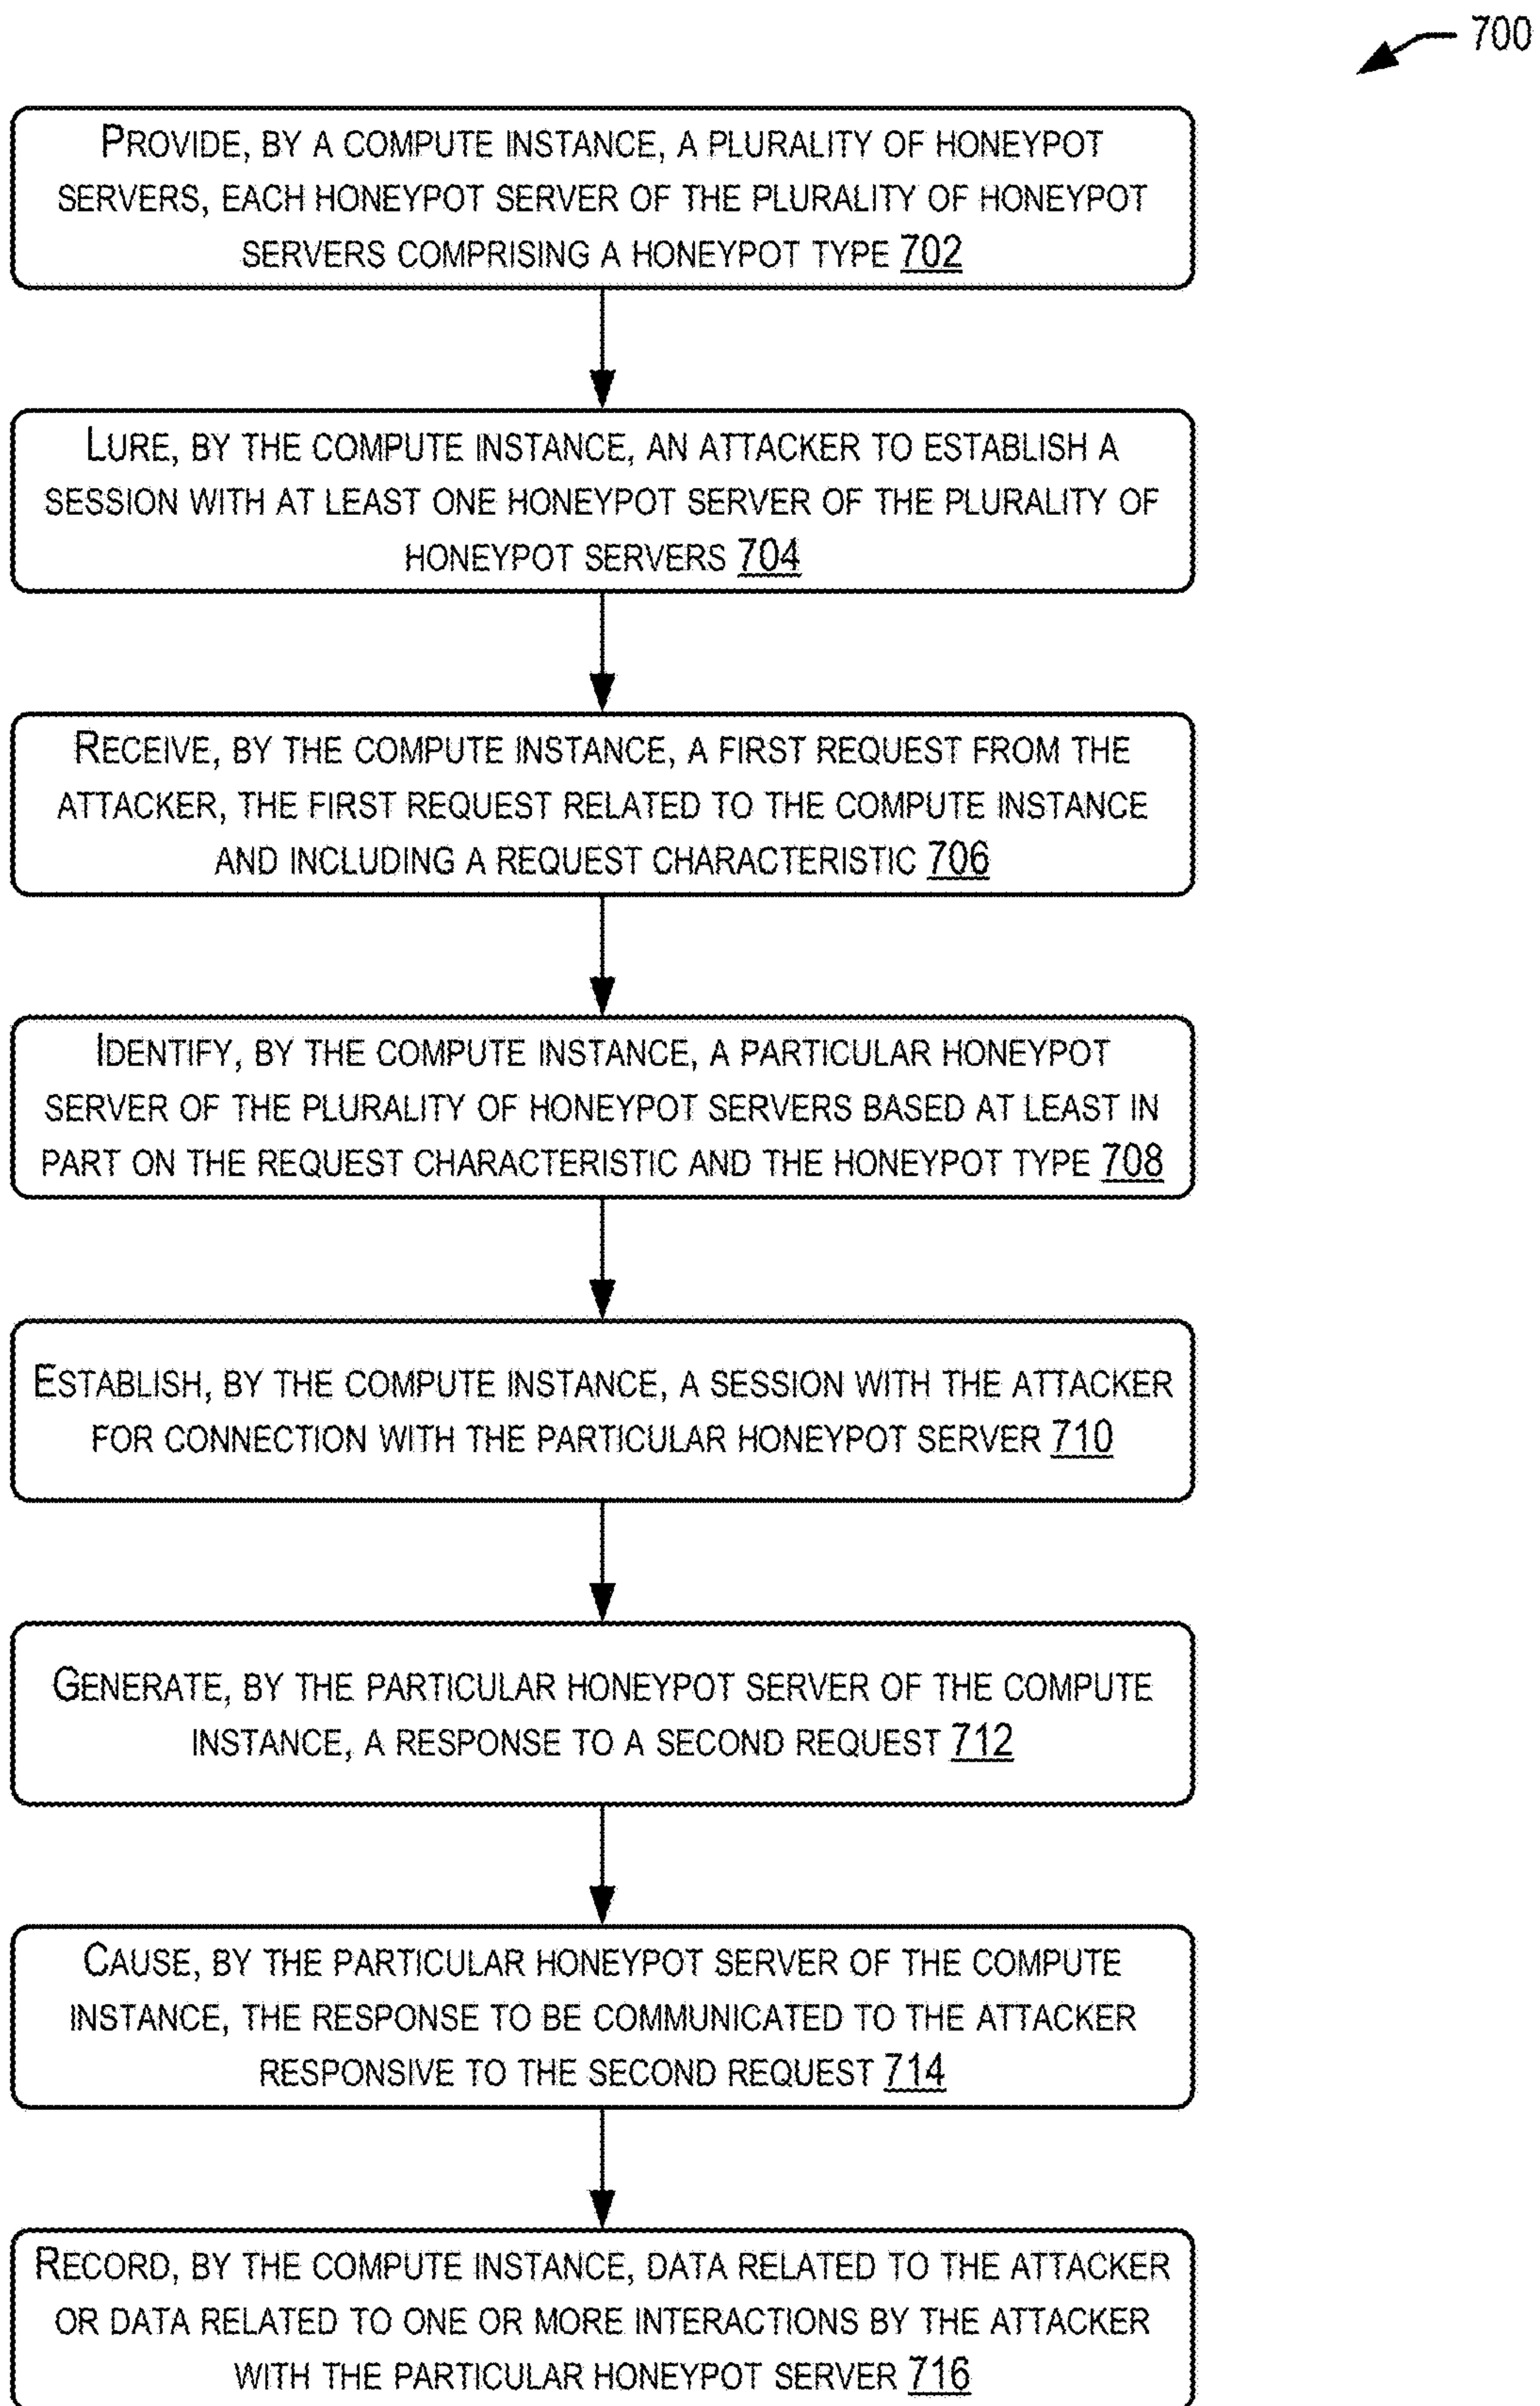 700
PROVIDE, BY A COMPUTE INSTANCE, A PLURALITY OF HONEYPOT
SERVERS, EACH HONEYPOT SERVER OF THE PLURALITY OF HONEYPOT
SERVERS COMPRISING A HONEYPOT TYPE 702
LURE, BY THE COMPUTE INSTANCE, AN ATTACKER TO ESTABLISH A
SESSION WITH AT LEAST ONE HONEYPOT SERVER OF THE PLURALITY OF
HONEYPOT SERVERS 704
RECEIVE, BY THE COMPUTE INSTANCE, A FIRST REQUEST FROM THE
ATTACKER, THE FIRST REQUEST RELATED TO THE COMPUTE INSTANCE
AND INCLUDING A REQUEST CHARACTERISTIC 706
IDENTIFY, BY THE COMPUTE INSTANCE, A PARTICULAR HONEYPOT
SERVER OF THE PLURALITY OF HONEYPOT SERVERS BASED AT LEAST IN
PART ON THE REQUEST CHARACTERISTIC AND THE HONEYPOT TYPE 708
ESTABLISH, BY THE COMPUTE INSTANCE, A SESSION WITH THE ATTACKER
FOR CONNECTION WITH THE PARTICULAR HONEYPOT SERVER 710
GENERATE, BY THE PARTICULAR HONEYPOT SERVER OF THE COMPUTE
INSTANCE, A RESPONSE TO A SECOND REQUEST 712
CAUSE, BY THE PARTICULAR HONEYPOT SERVER OF THE COMPUTE
INSTANCE, THE RESPONSE TO BE COMMUNICATED TO THE ATTACKER
RESPONSIVE TO THE SECOND REQUEST 714
RECORD, BY THE COMPUTE INSTANCE, DATA RELATED TO THE ATTACKER
OR DATA RELATED TO ONE OR MORE INTERACTIONS BY THE ATTACKER
WITH THE PARTICULAR HONEYPOT SERVER 716